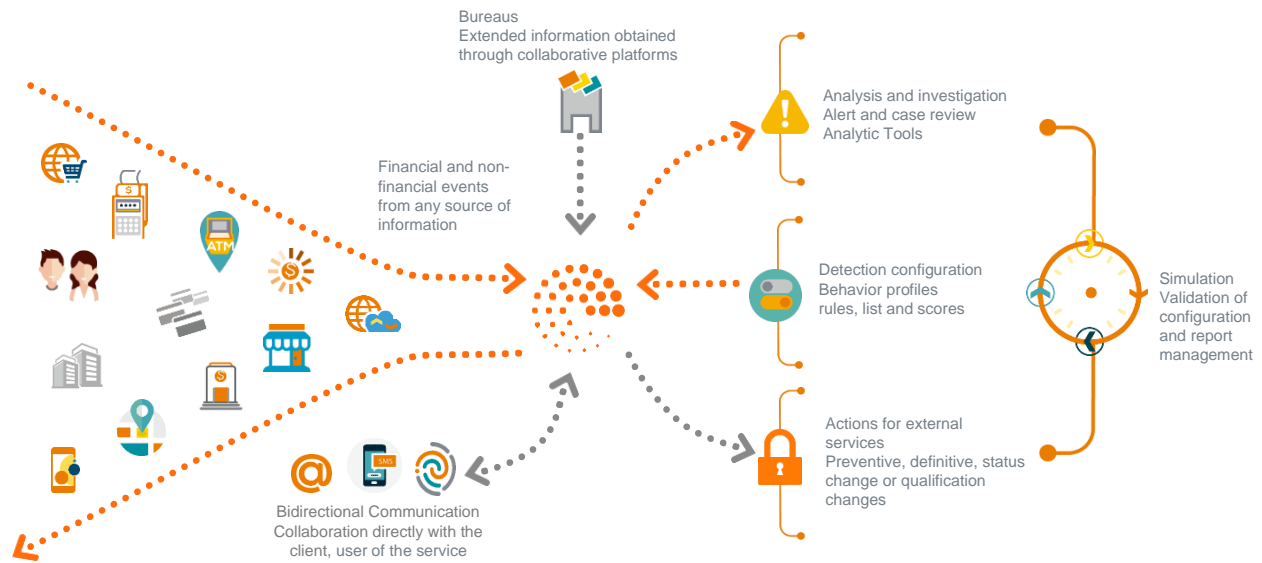 Bureaus
Extended information obtained
through collaborative platforms
Financial and non-
financial events
from any source of
information
$
ATM
$
$
Analysis and investigation
Alert and case review
Analytic Tools
Detection configuration
Behavior profiles
rules, list and scores
Simulation
Validation of
configuration
and report
management
Actions for external
services
Preventive, definitive, status
change or qualification
changes
@
SMS
Bidirectional Communication
Collaboration directly with the
client, user of the service